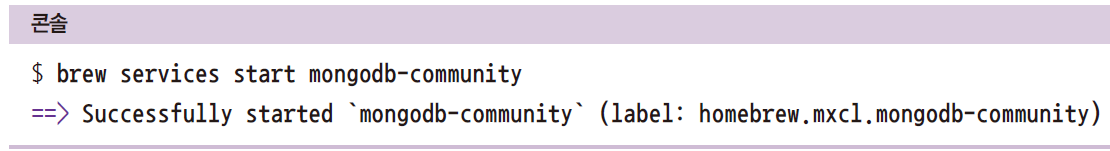 콘솔
$ brew services start mongodb-community
==> Successfully started `mongodb-community` (label: homebrew.mxcl.mongodb-community)